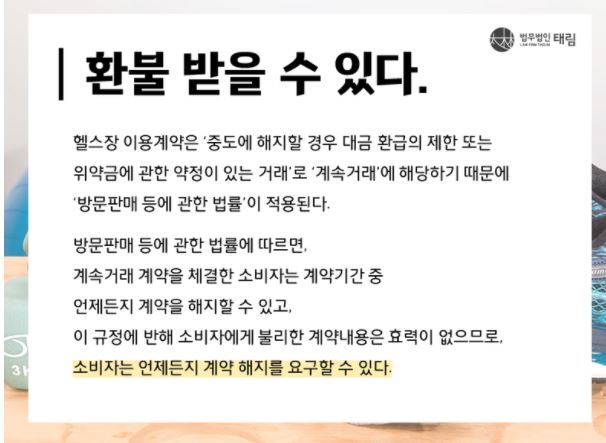 법무법인 태림
LAW FIRM TAELIM
환불 받을 수 있다.
헬스장 이용계약은 '중도에 해지할 경우 대금 환급의 제한 또는
위약금에 관한 약정이 있는 거래'로 '계속거래'에 해당하기 때문에
'방문판매 등에 관한 법률'이 적용된다.
방문판매 등에 관한 법률에 따르면,
계속거래 계약을 체결한 소비자는 계약기간 중
언제든지 계약을 해지할 수 있고,
이 규정에 반해 소비자에게 불리한 계약내용은 효력이 없으므로,
소비자는 언제든지 계약 해지를 요구할 수 있다.